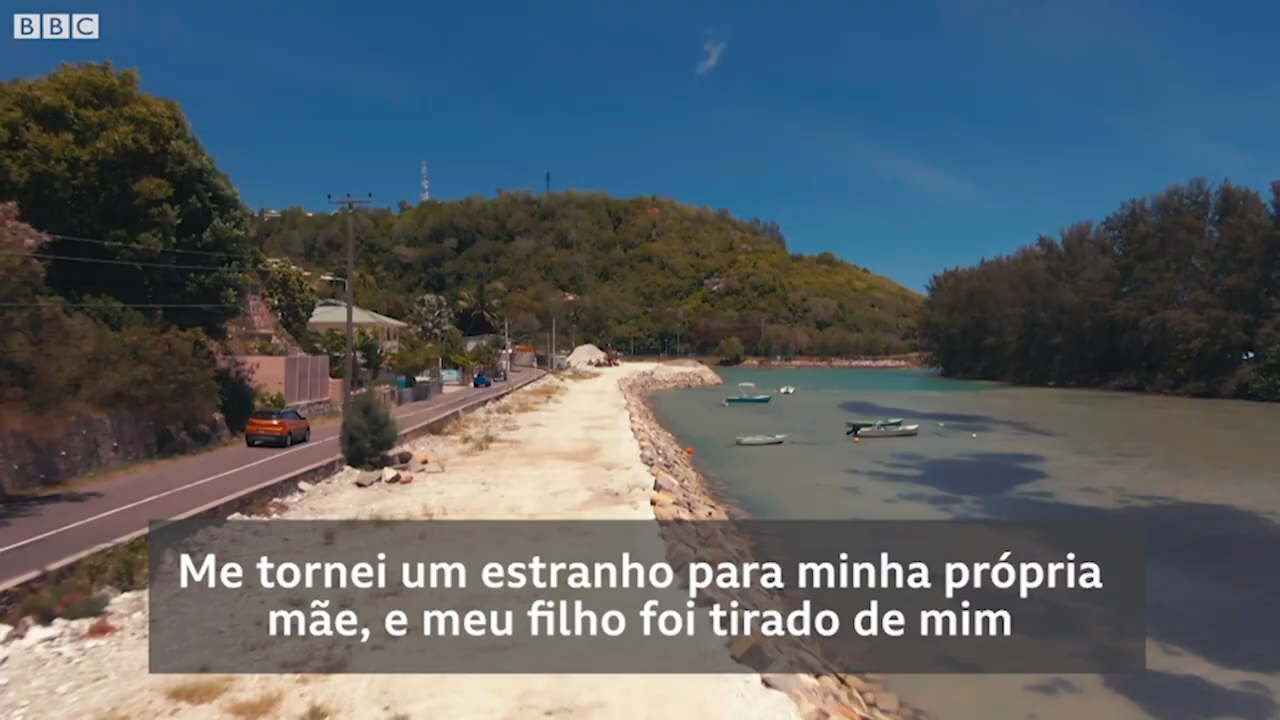 BBC
Me tornei um estranho para minha própria
mãe, e meu filho foi tirado de mim